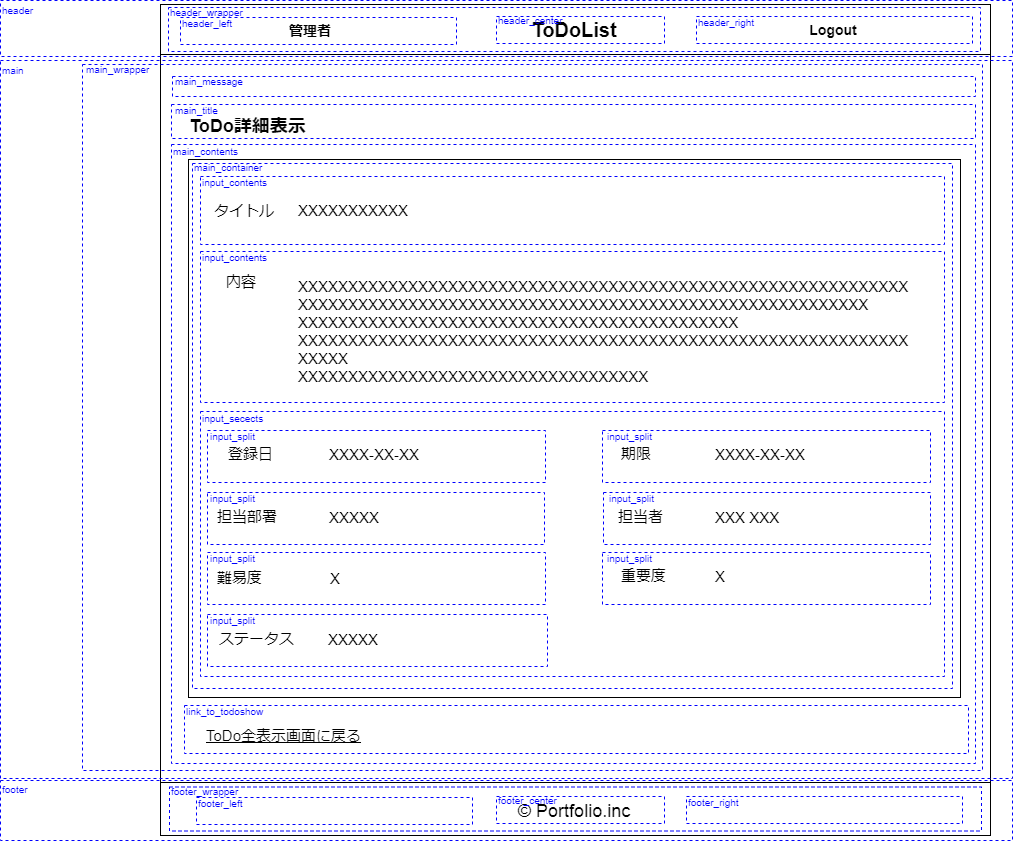 header
header_wrapper
header_left
管理者
header_center
ToDoList
header_right
Logout
main
main_wrapper
main_message
main_title
ToDo詳細表示
main_contents
main_container
input_contents
タイトル XXXXXXXXXXX
input_contents
内容
XXXXXXXXXXXXXXXXXXXXXXXXXXXXXXXXXXXXXXXXXXXXXXXXXXXXXXXXXXXXX
XXXXXXXXXXXXXXXXXXXXXXXXXXXXXXXXXXXXXXXXXXXXXXXXXXXXXXXXX
XXXXXXXXXXXXXXXXXXXXXXXXXXXXXXXXXXXXXXXXXXXX
XXXXXXXXXXXXXXXXXXXXXXXXXXXXXXXXXXXXXXXXXXXXXXXXXXXXXXXXXXXXX
XXXXX
XXXXXXXXXXXXXXXXXXXXXXXXXXXXXXXXXXX
input_secects
input_split
登録日 XXXX-XX-XX
input_split
期限 XXXX-XX-XX
input_split
担当部署 XXXXX
input_split
担当者 XXX XXX
input_split
難易度 X
input_split
重要度 X
input_split
ステータス XXXXX
link_to_todoshow
ToDo全表示画面に戻る
footer
footer_wrapper
footer_left
footer_center
© Portfolio.inc
footer_right